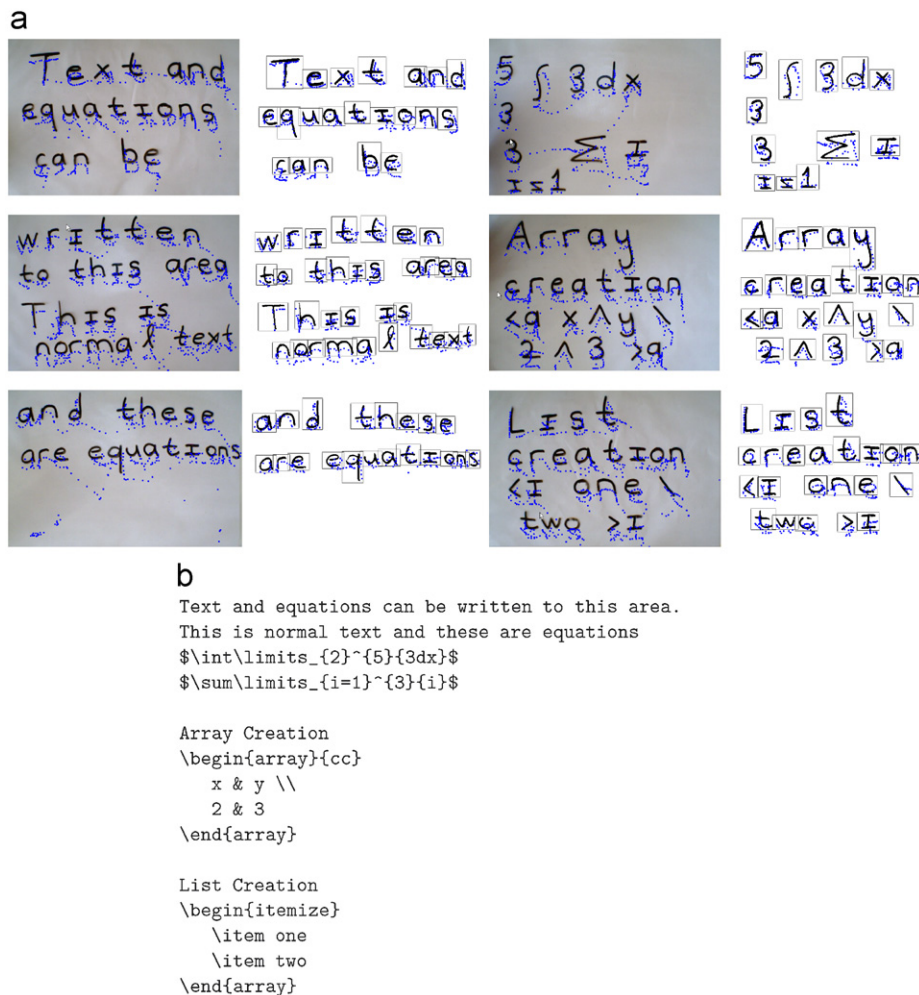 a
Text and
equations
can be
Text and
equations
can be
5
∫ 3dx
3
3 Σ I
I=1
5
∫ 3dx
3
3 Σ I
I=1
written
to this area
This is
normal text
written
to this area
This is
normal text
Array
creation
<a x ^ y \
2 ^ 3 >a
Array
creation
<a x ^ y \
2 ^ 3 >a
and these
are equations
and these
are equations
List
creation
<I one \
two >I
List
creation
<I one \
two >I
b
Text and equations can be written to this area.
This is normal text and these are equations
$\int\limits_{2}^{5}{3dx}$
$\sum\limits_{i=1}^{3}{i}$
Array Creation
\begin{array}{cc}
x & y \\
2 & 3
\end{array}
List Creation
\begin{itemize}
\item one
\item two
\end{array}